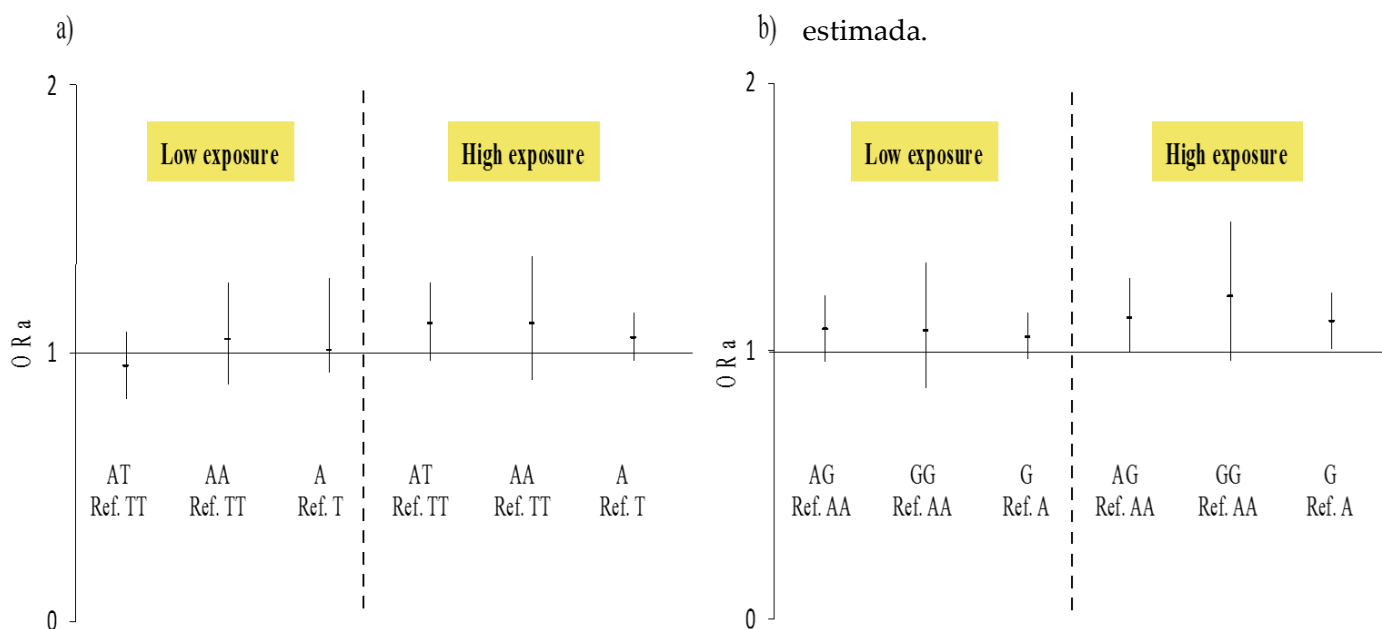 a)
2
Low exposure
High exposure
O R a
1
AT
Ref. TT
AA
Ref. TT
A
Ref. T
AT
Ref. TT
AA
Ref. TT
A
Ref. T
0
b) estimada.
2
Low exposure
High exposure
O R a
1
AG
Ref. AA
GG
Ref. AA
G
Ref. A
AG
Ref. AA
GG
Ref. AA
G
Ref. A
0